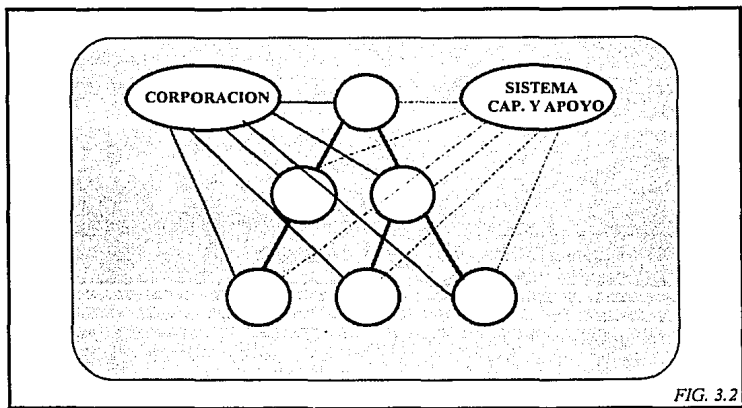 CORPORACION
SISTEMA
CAP. Y APOYO
FIG. 3.2